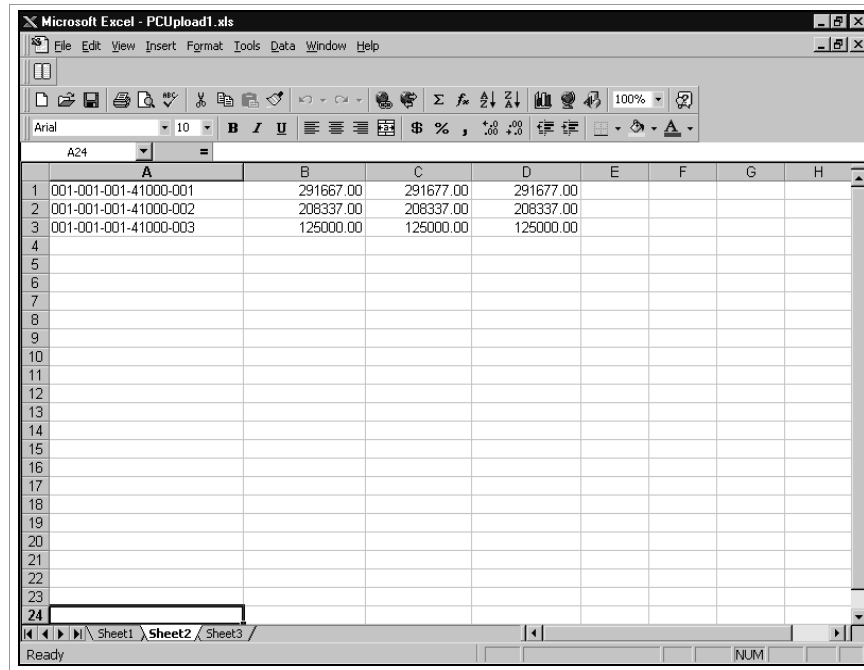 Microsoft Excel - PCUpload1.xls
File Edit View Insert Format Tools Data Window Help
100%
Arial 10 B I U $ % ,
A24 =
A B C D E F G H
1 001-001-001-41000-001 291667.00 291677.00 291677.00
2 001-001-001-41000-002 208337.00 208337.00 208337.00
3 001-001-001-41000-003 125000.00 125000.00 125000.00
4
5
6
7
8
9
10
11
12
13
14
15
16
17
18
19
20
21
22
23
24
Sheet1 Sheet2 Sheet3
Ready NUM